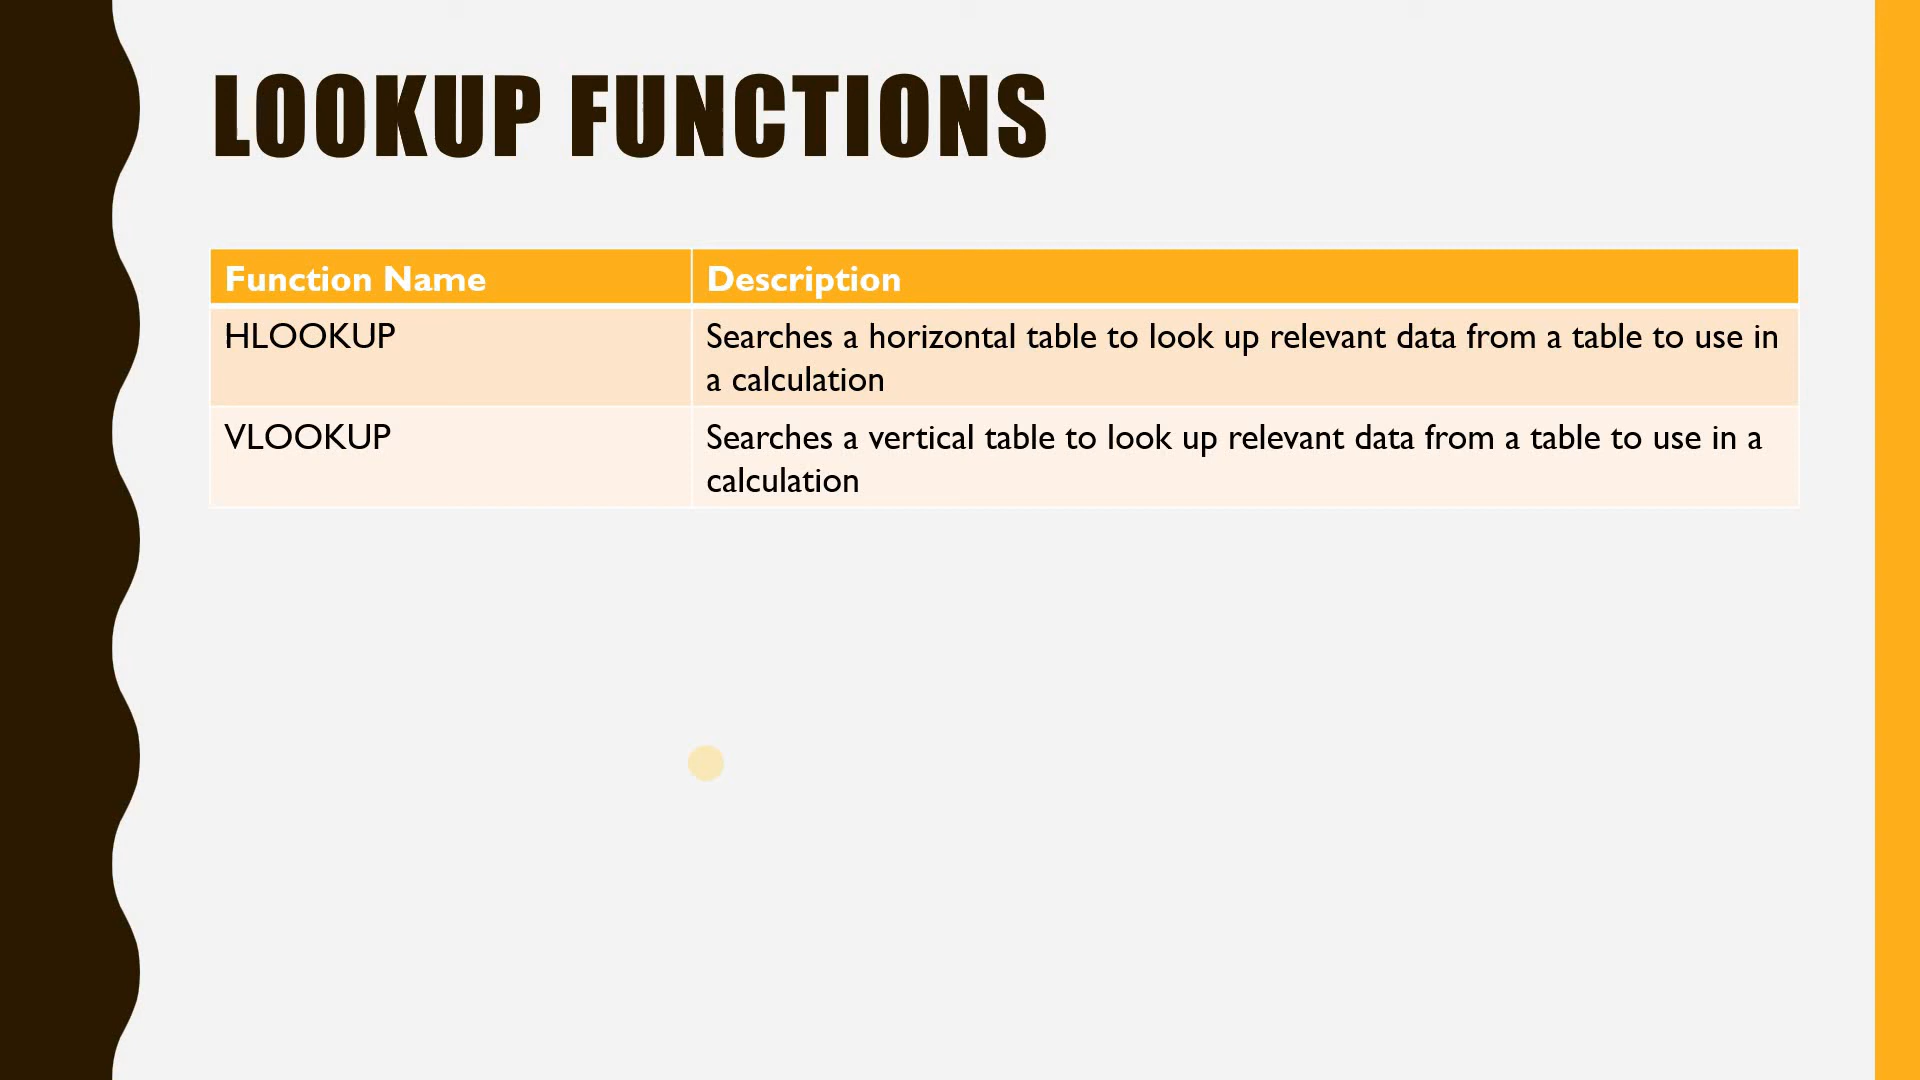 LOOKUP FUNCTIONS
Function Name
Description
HLOOKUP
Searches a horizontal table to look up relevant data from a table to use in
a calculation
VLOOKUP
Searches a vertical table to look up relevant data from a table to use in a
calculation